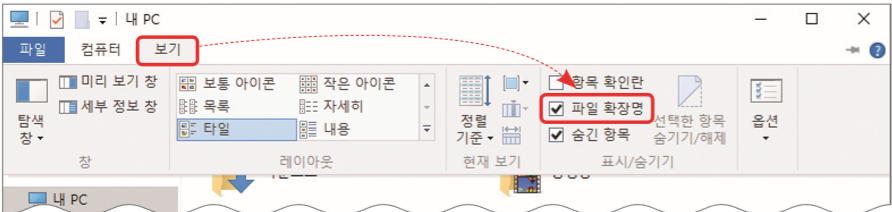 내 PC
파일 컴퓨터 보기
미리 보기 창
세부 정보 창
탐색
창
창
보통 아이콘 작은 아이콘
목록 자세히
타일 내용
레이아웃
정렬
기준
현재 보기
항목 확인란
파일 확장명
숨긴 항목
선택한 항목
숨기기/해제
표시/숨기기
옵션
내 PC